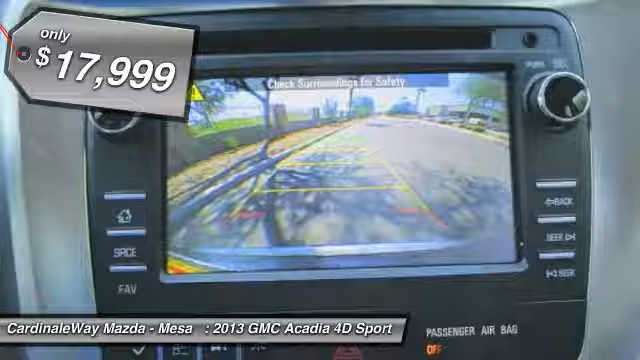 only
$17,999
Check Surroundings for Safety
BACK
SEEK
SRCE
FAV
SEEK
CardinaleWay Mazda - Mesa : 2013 GMC Acadia 4D Sport
PASSENGER AIR BAG
OFF